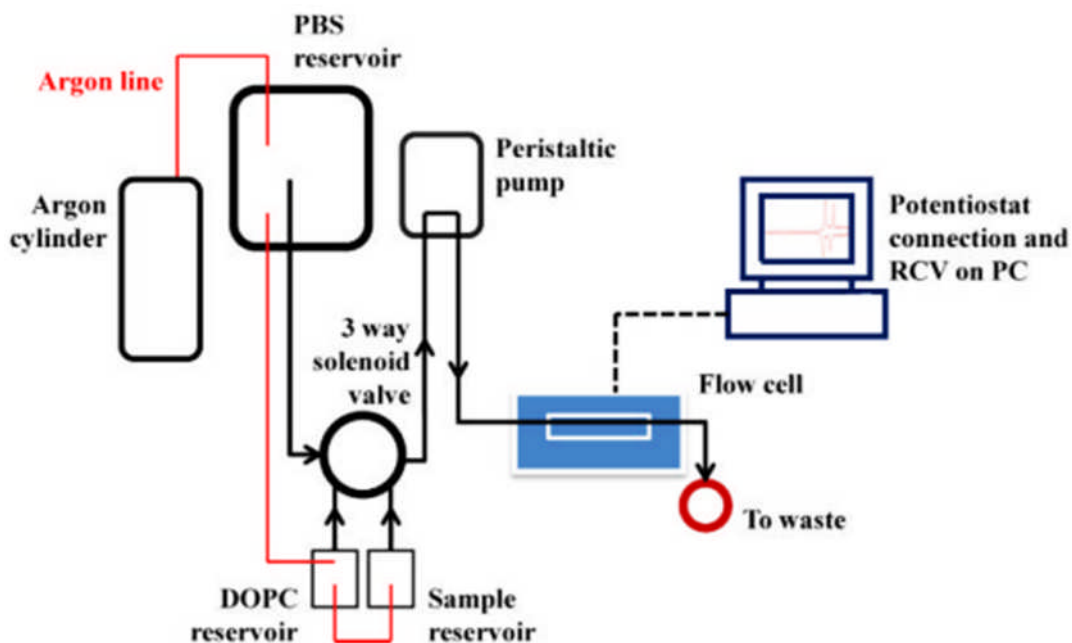 PBS
reservoir
Argon line
Peristaltic
pump
Argon
cylinder
Potentiostat
connection and
RCV on PC
3 way
solenoid
valve
Flow cell
To waste
DOPC
reservoir
Sample
reservoir